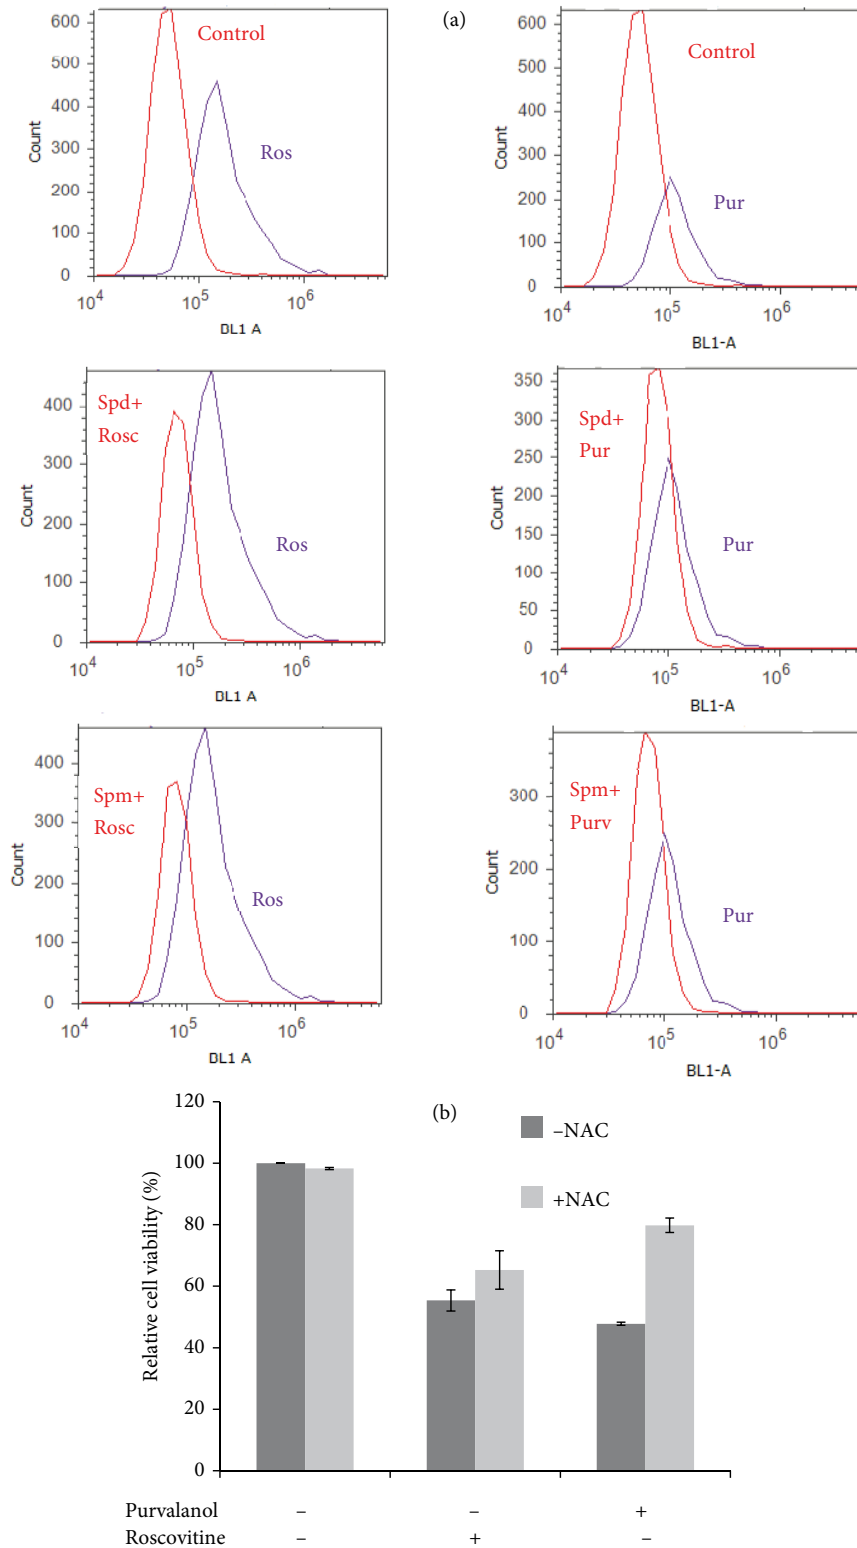 (a)
600
500
400
300
200
100
0
Count
Control
Ros
10^4
10^5
10^6
BL1 A
600
500
400
300
200
100
0
Count
Control
Pur
10^4
10^5
10^6
BL1-A
400
300
200
100
0
Count
Spd+
Rosc
Ros
10^4
10^5
10^6
BL1 A
350
300
250
200
150
100
50
0
Count
Spd+
Pur
Pur
10^4
10^5
10^6
BL1-A
400
300
200
100
0
Count
Spm+
Rosc
Ros
10^4
10^5
10^6
BL1 A
300
200
100
0
Count
Spm+
Purv
Pur
10^4
10^5
10^6
BL1-A
(b)
120
100
80
60
40
20
0
Relative cell viability (%)
–NAC
+NAC
Purvalanol – – +
Roscovitine – + –